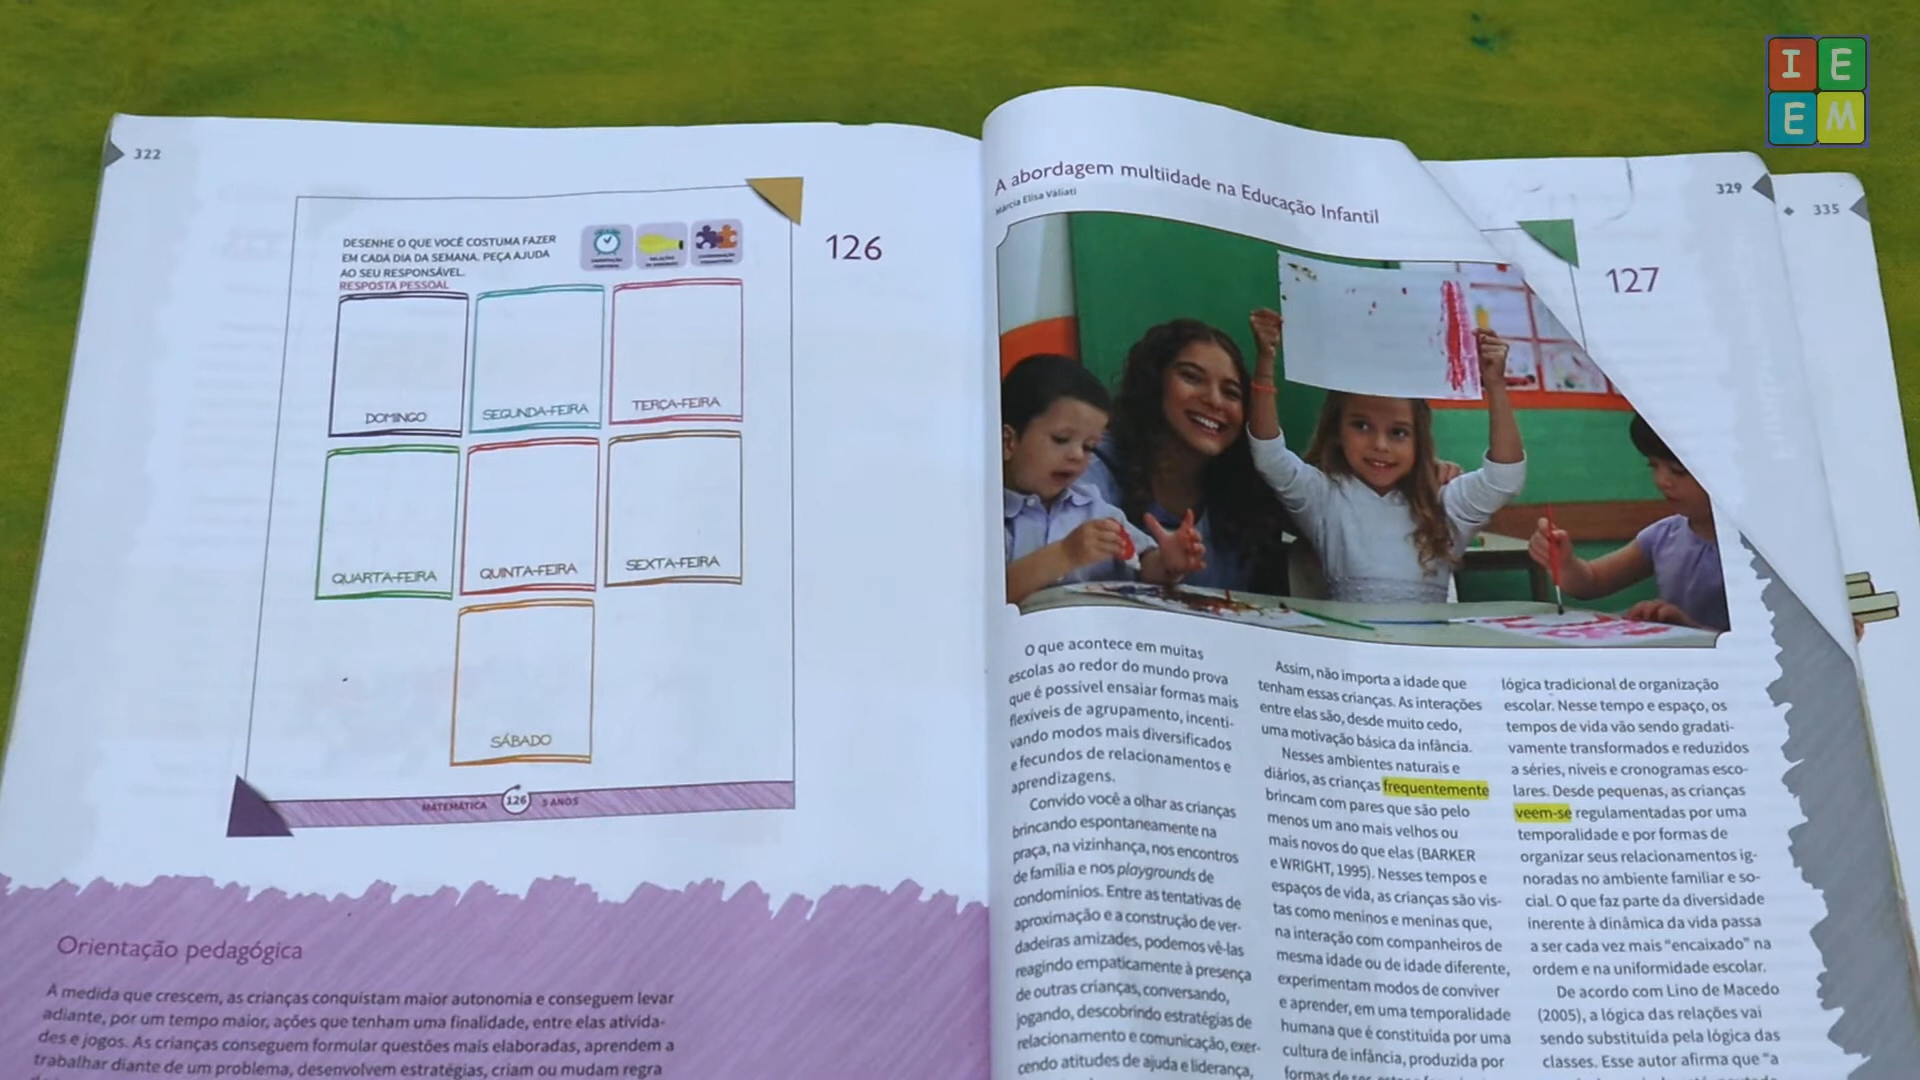 I E
E M
322
DESENHE O QUE VOCÊ COSTUMA FAZER
EM CADA DIA DA SEMANA. PEÇA AJUDA
AO SEU RESPONSÁVEL.
RESPOSTA PESSOAL
126
DOMINGO
SEGUNDA-FEIRA
TERÇA-FEIRA
QUARTA-FEIRA
QUINTA-FEIRA
SEXTA-FEIRA
SÁBADO
MATEMÁTICA 126 5 ANOS
Orientação pedagógica
À medida que crescem, as crianças conquistam maior autonomia e conseguem levar
adiante, por um tempo maior, ações que tenham uma finalidade, entre elas ativida-
des e jogos. As crianças conseguem formular questões mais elaboradas, aprendem a
trabalhar diante de um problema, desenvolvem estratégias, criam ou mudam regra
A abordagem multiidade na Educação Infantil
Márcia Elisa Valiati
329
335
127
O que acontece em muitas
escolas ao redor do mundo prova
que é possível ensaiar formas mais
flexíveis de agrupamento, incenti-
vando modos mais diversificados
e fecundos de relacionamentos e
aprendizagens.
Convido você a olhar as crianças
brincando espontaneamente na
praça, na vizinhança, nos encontros
de família e nos playgrounds de
condomínios. Entre as tentativas de
aproximação e a construção de ver-
dadeiras amizades, podemos vê-las
reagindo empaticamente à presença
de outras crianças, conversando,
jogando, descobrindo estratégias de
relacionamento e comunicação, exer-
cendo atitudes de ajuda e liderança,
Assim, não importa a idade que
tenham essas crianças. As interações
entre elas são, desde muito cedo,
uma motivação básica da infância.
Nesses ambientes naturais e
diários, as crianças frequentemente
brincam com pares que são pelo
menos um ano mais velhos ou
mais novos do que elas (BARKER
e WRIGHT, 1995). Nesses tempos e
espaços de vida, as crianças são vis-
tas como meninos e meninas que,
na interação com companheiros de
mesma idade ou de idade diferente,
experimentam modos de conviver
e aprender, em uma temporalidade
humana que é constituída por uma
cultura de infância, produzida por
formas de
lógica tradicional de organização
escolar. Nesse tempo e espaço, os
tempos de vida vão sendo gradati-
vamente transformados e reduzidos
a séries, níveis e cronogramas esco-
lares. Desde pequenas, as crianças
veem-se regulamentadas por uma
temporalidade e por formas de
organizar seus relacionamentos ig-
noradas no ambiente familiar e so-
cial. O que faz parte da diversidade
inerente à dinâmica da vida passa
a ser cada vez mais "encaixado" na
ordem e na uniformidade escolar.
De acordo com Lino de Macedo
(2005), a lógica das relações vai
sendo substituída pela lógica das
classes. Esse autor afirma que "a